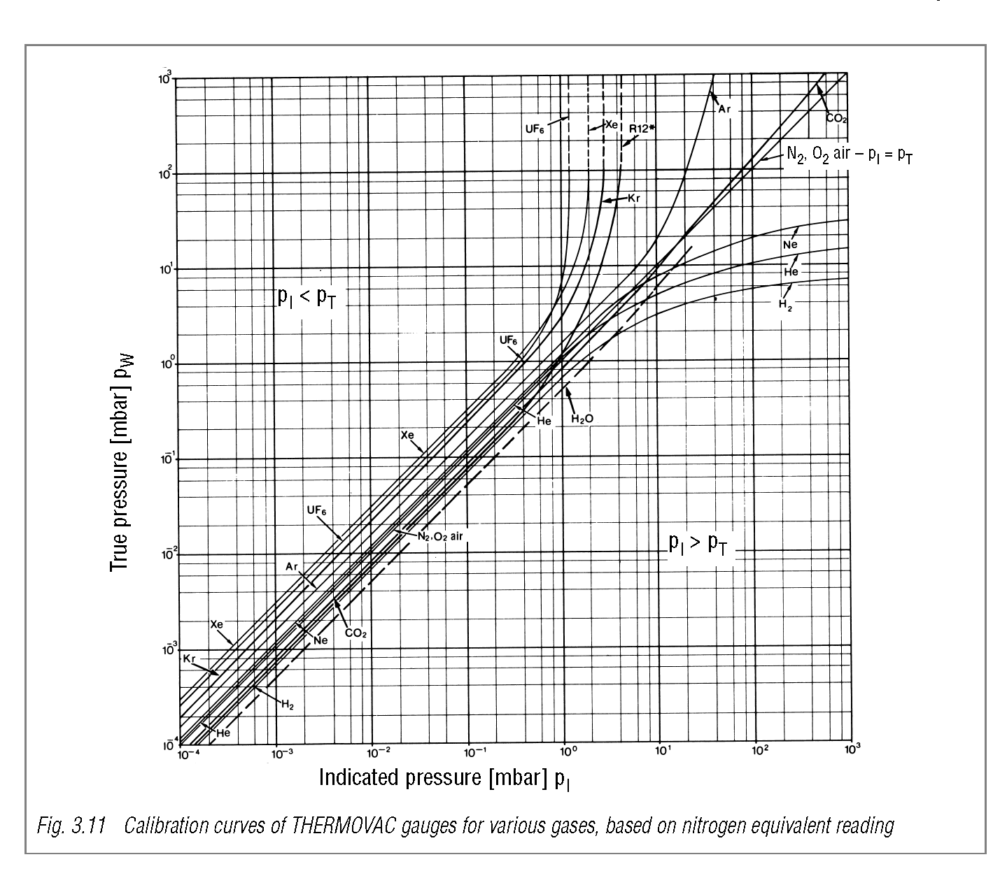 10³
UF₆
Xe
R12*
Ar
CO₂
N₂, O₂ air – p_I = p_T
10²
Kr
Ne
10¹
He
p_I < p_T
H₂
UF₆
True pressure [mbar] p_W
10⁰
He
H₂O
Xe
10⁻¹
UF₆
N₂,O₂ air
p_I > p_T
10⁻²
Ar
Xe
CO₂
Ne
10⁻³
Kr
H₂
He
10⁻⁴
10⁻⁴ 10⁻³ 10⁻² 10⁻¹ 10⁰ 10¹ 10² 10³
Indicated pressure [mbar] p_I
Fig. 3.11 Calibration curves of THERMOVAC gauges for various gases, based on nitrogen equivalent reading